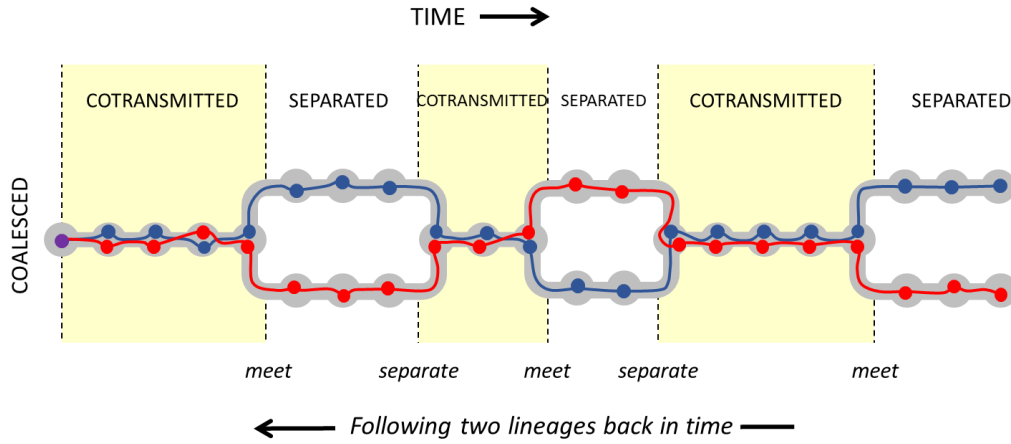 TIME
COTRANSMITTED SEPARATED COTRANSMITTED SEPARATED COTRANSMITTED SEPARATED
COALESCED
meet separate meet separate meet
Following two lineages back in time